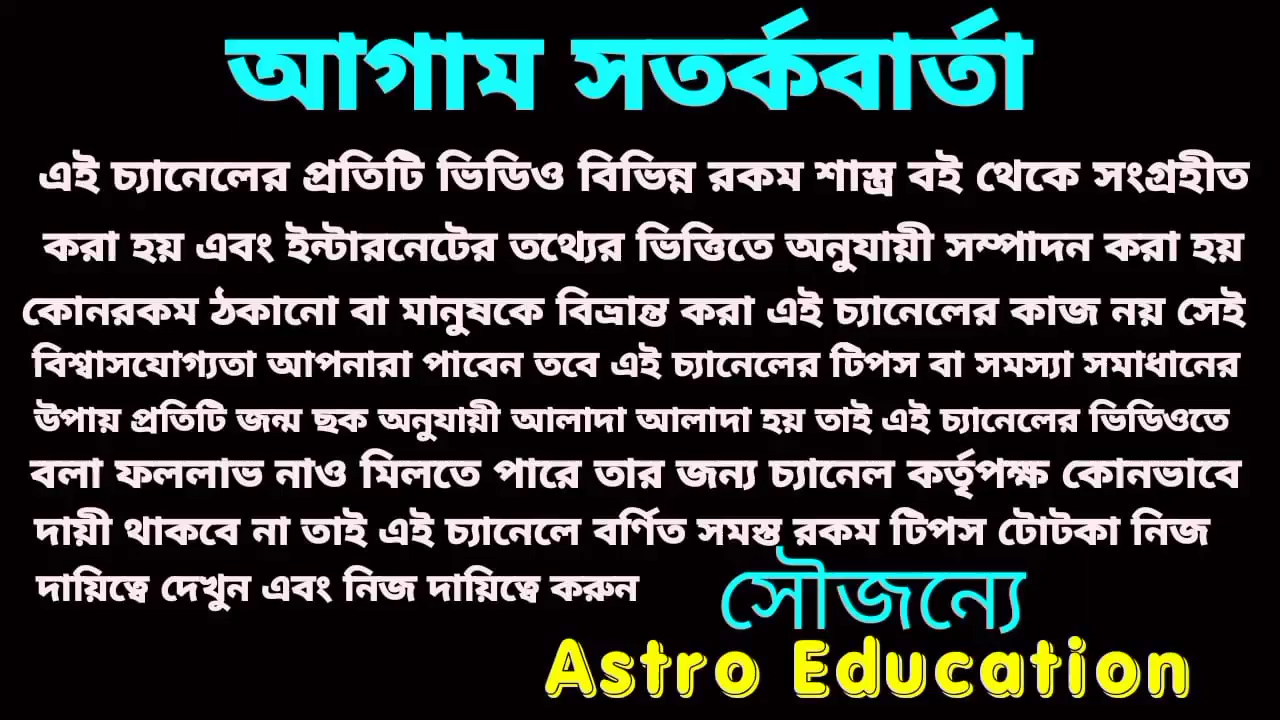 আগাম সতর্কবার্তা
এই চ্যানেলের প্রতিটি ভিডিও বিভিন্ন রকম শাস্ত্র বই থেকে সংগ্রহীত
করা হয় এবং ইন্টারনেটের তথ্যের ভিত্তিতে অনুযায়ী সম্পাদন করা হয়
কোনরকম ঠকানো বা মানুষকে বিভ্রান্ত করা এই চ্যানেলের কাজ নয় সেই
বিশ্বাসযোগ্যতা আপনারা পাবেন তবে এই চ্যানেলের টিপস বা সমস্যা সমাধানের
উপায় প্রতিটি জন্ম ছক অনুযায়ী আলাদা আলাদা হয় তাই এই চ্যানেলের ভিডিওতে
বলা ফললাভ নাও মিলতে পারে তার জন্য চ্যানেল কর্তৃপক্ষ কোনভাবে
দায়ী থাকবে না তাই এই চ্যানেলে বর্ণিত সমস্ত রকম টিপস টোটকা নিজ
দায়িত্বে দেখুন এবং নিজ দায়িত্বে করুন
সৌজন্যে
Astro Education